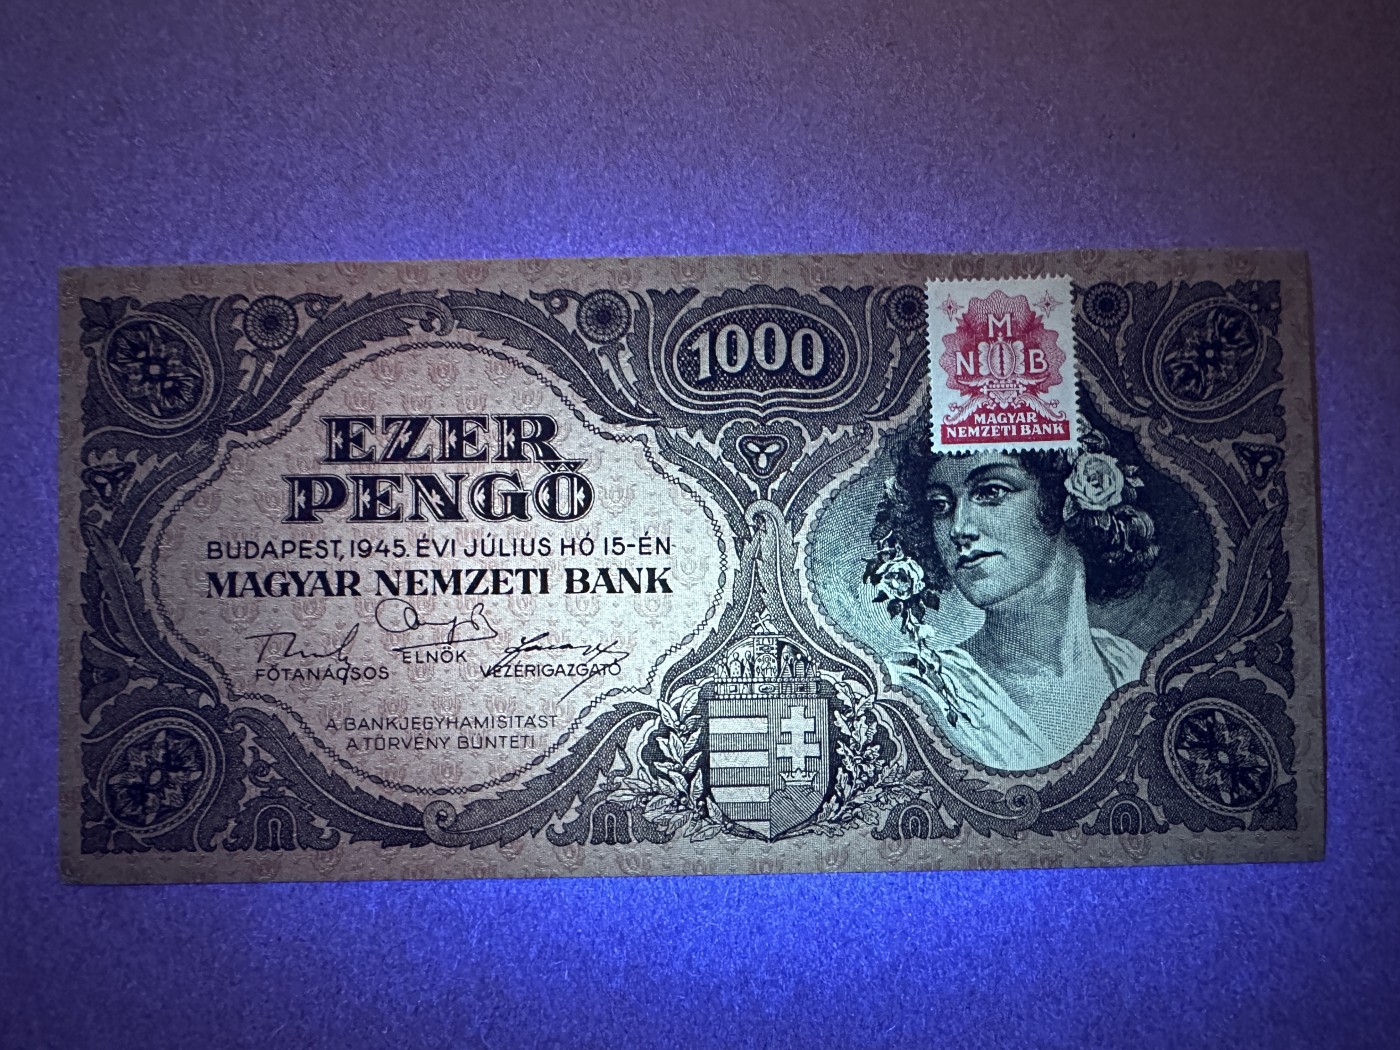 1000
M
N B
MAGYAR
NEMZETI BANK
EZER
PENGŐ
BUDAPEST, 1945. ÉVI JÚLIUS HÓ 15-ÉN
MAGYAR NEMZETI BANK
FŐTANÁCSOS ELNÖK VEZÉRIGAZGATÓ
A BANKJEGYHAMISITÁST
A TÖRVÉNY BÜNTETI